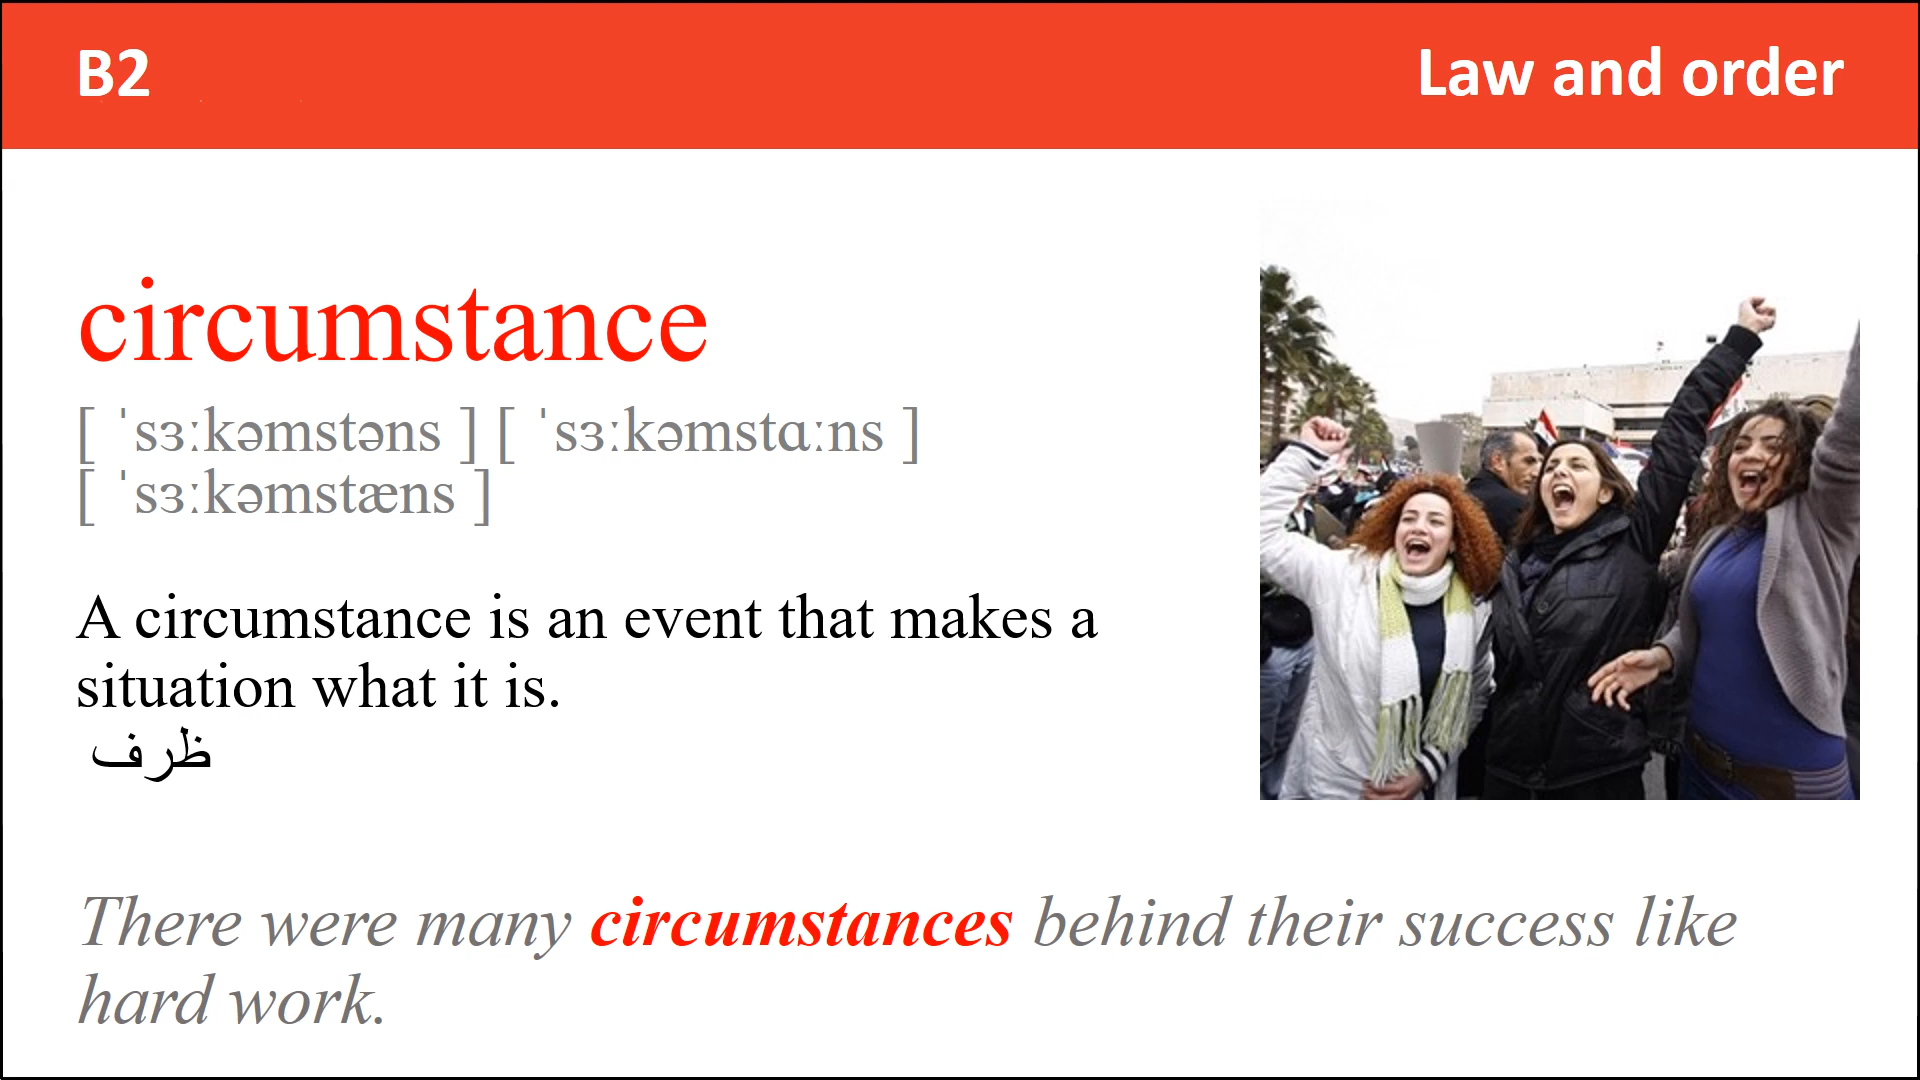 B2
Law and order
circumstance
[ ˈsɜːkəmstəns ] [ ˈsɜːkəmstɑːns ]
[ ˈsɜːkəmstæns ]
A circumstance is an event that makes a
situation what it is.
ظرف
There were many circumstances behind their success like
hard work.